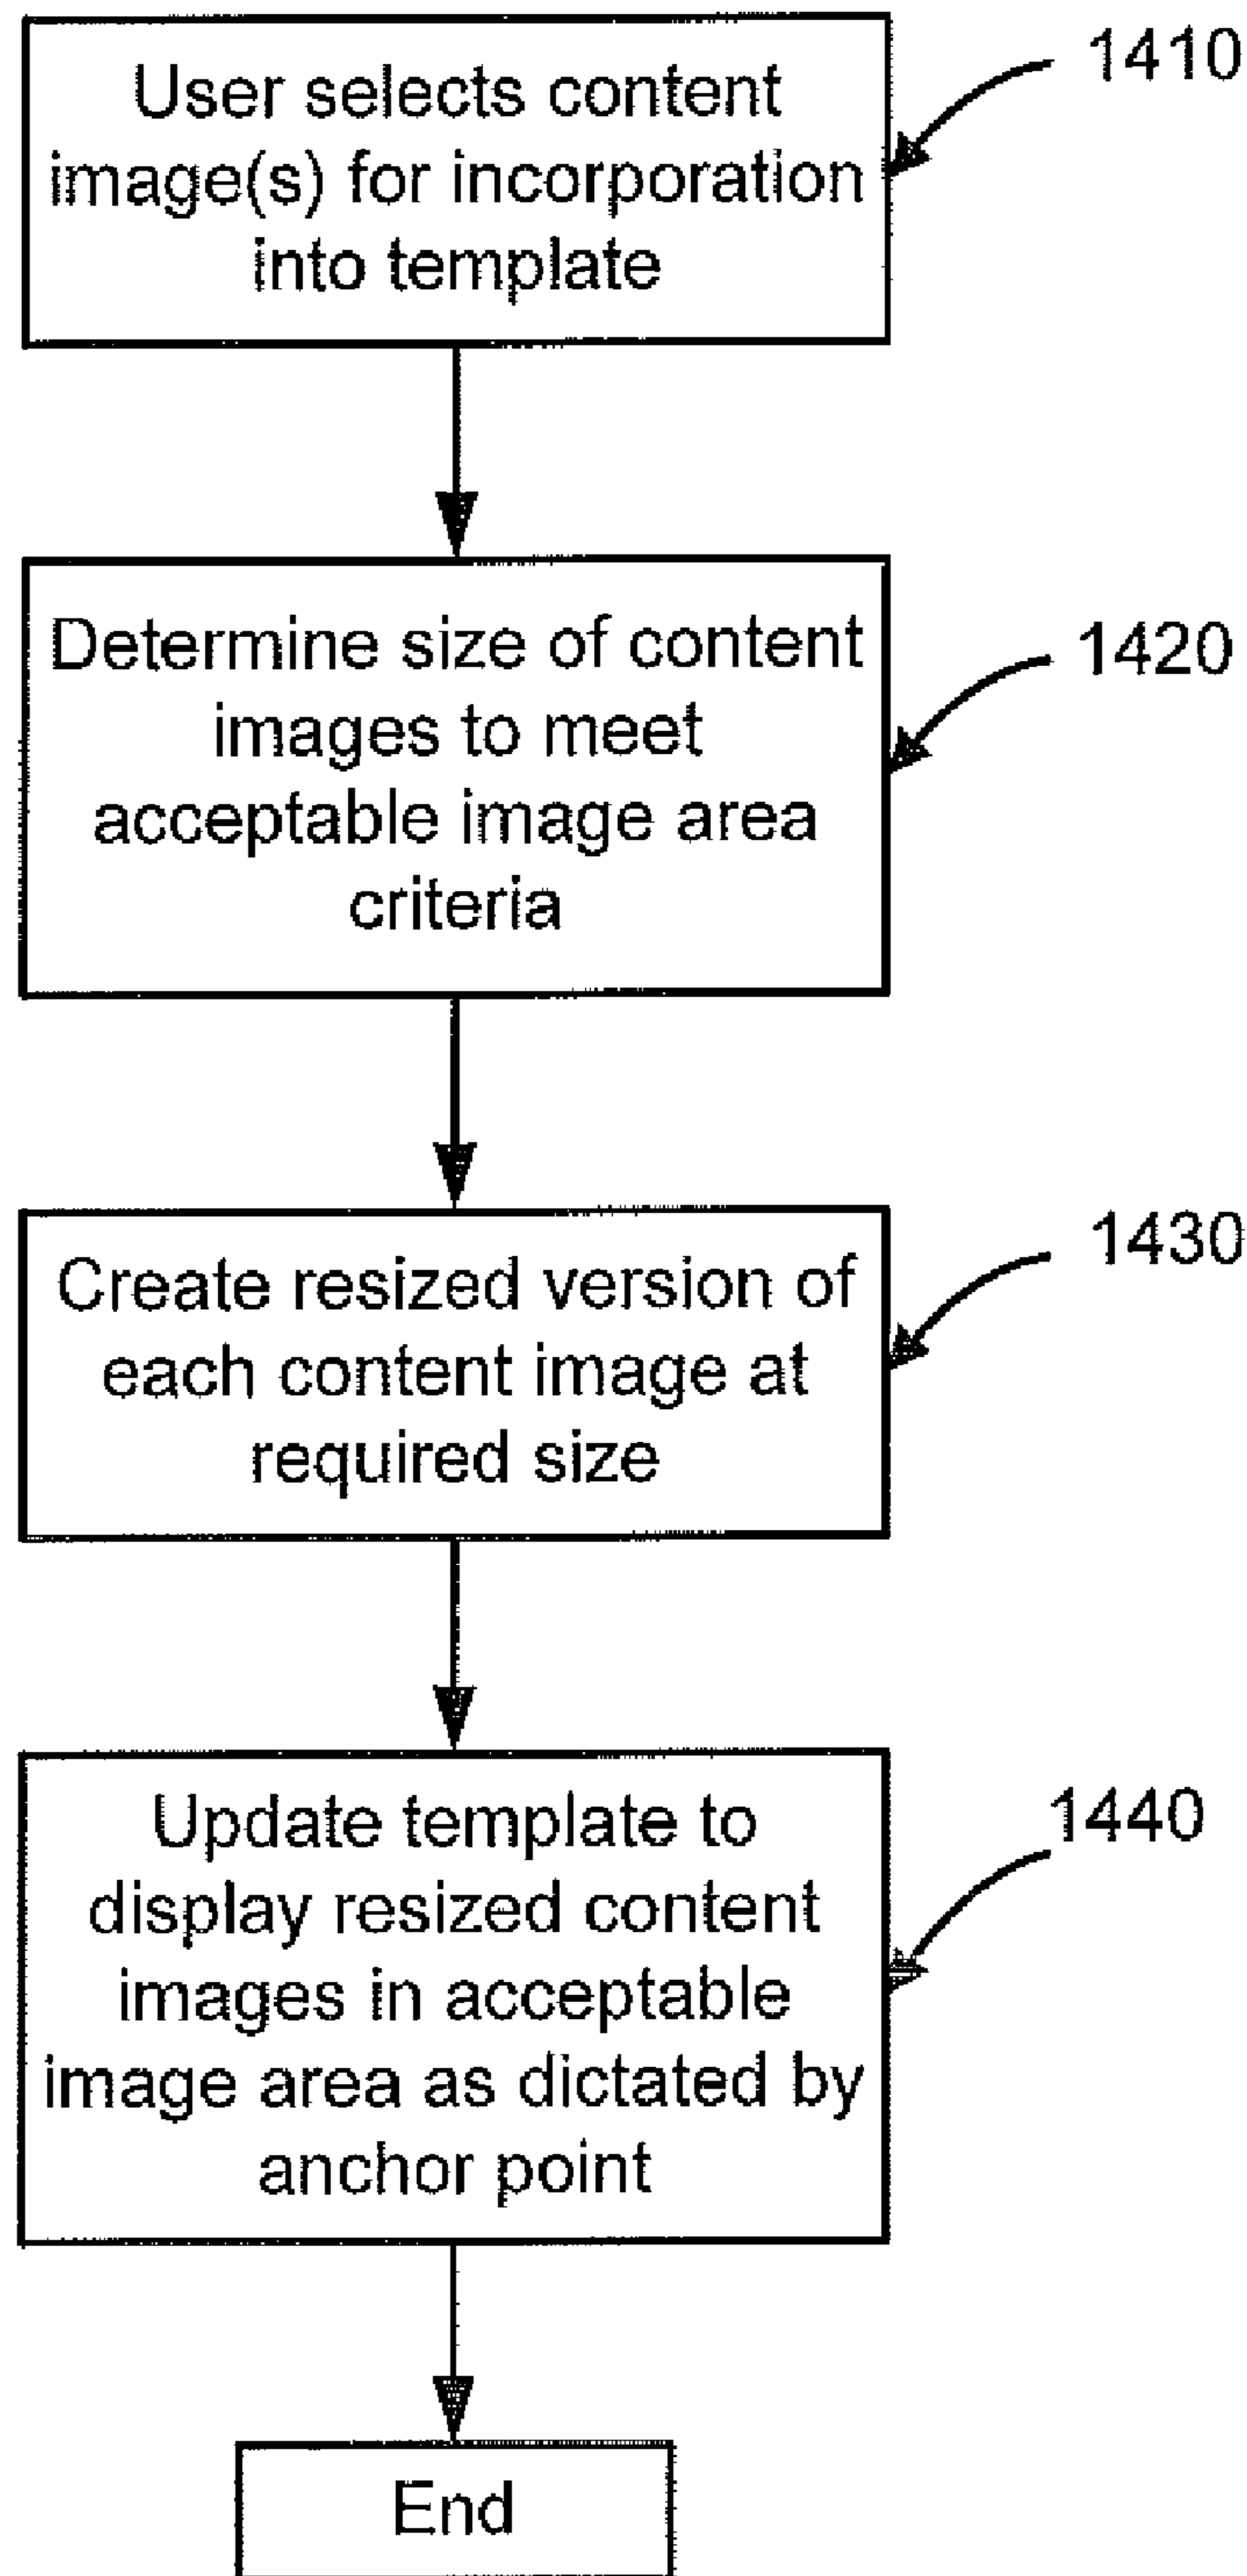 User selects content
image(s) for incorporation
into template
1410
Determine size of content
images to meet
acceptable image area
criteria
1420
Create resized version of
each content image at
required size
1430
Update template to
display resized content
images in acceptable
image area as dictated by
anchor point
1440
End